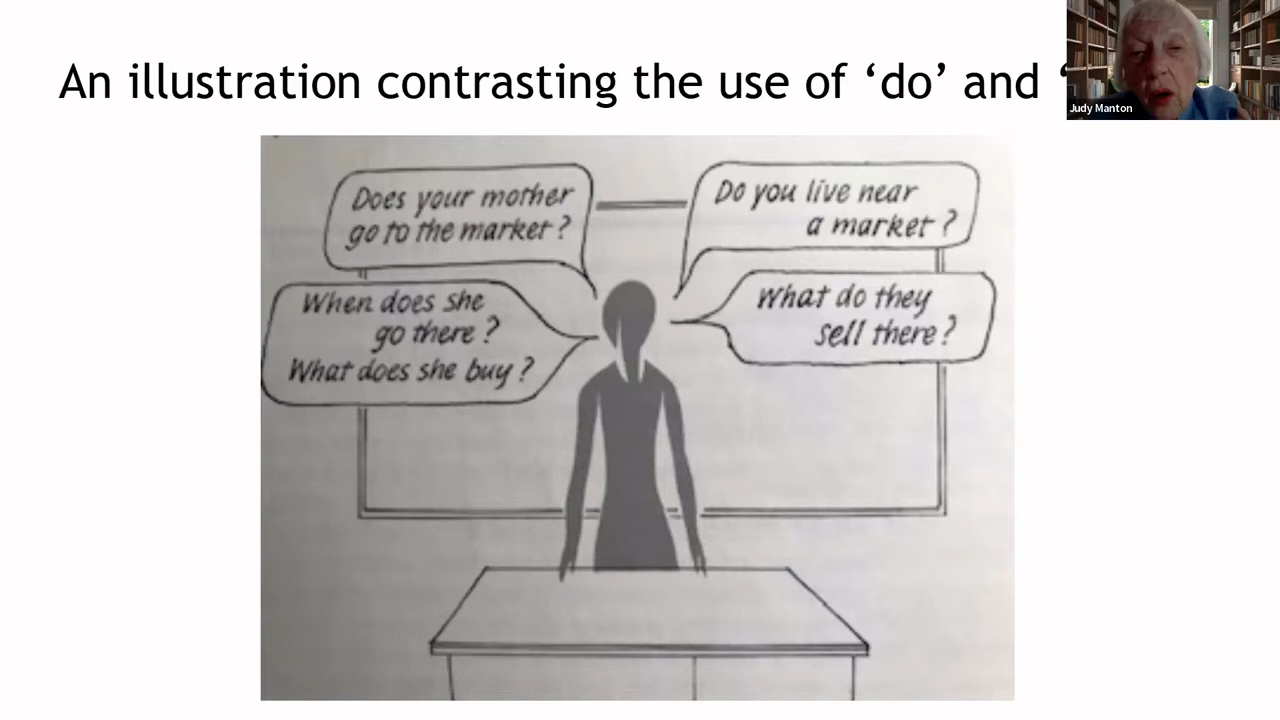 An illustration contrasting the use of ‘do’ and ‘
Judy Manton
Does your mother
go to the market?
Do you live near
a market?
When does she
go there?
What does she buy?
What do they
sell there?